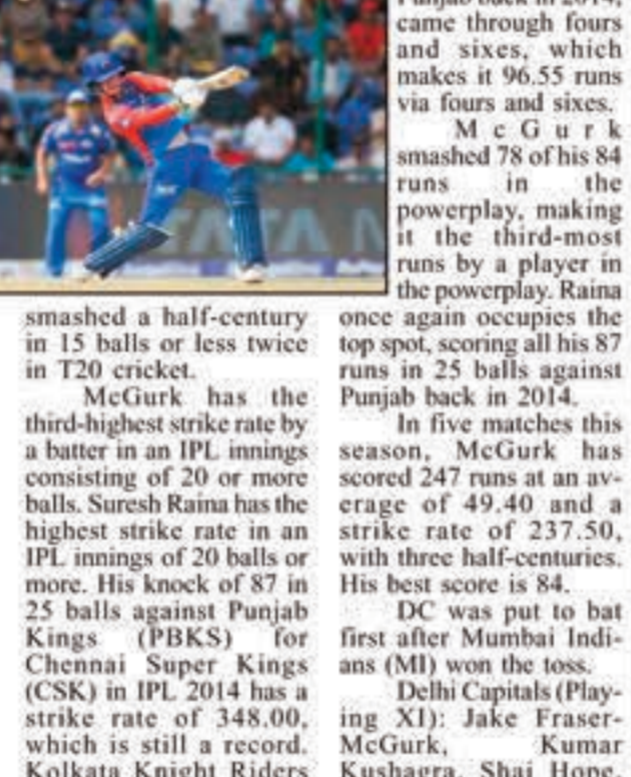 smashed a half-century
in 15 balls or less twice
in T20 cricket.
McGurk has the
third-highest strike rate by
a batter in an IPL innings
consisting of 20 or more
balls. Suresh Raina has the
highest strike rate in an
IPL innings of 20 balls or
more. His knock of 87 in
25 balls against Punjab
Kings (PBKS) for
Chennai Super Kings
(CSK) in IPL 2014 has a
strike rate of 348.00,
which is still a record.
Kolkata Knight Riders
Punjab back in 2014,
came through fours
and sixes, which
makes it 96.55 runs
via fours and sixes.
McGurk
smashed 78 of his 84
runs in the
powerplay, making
it the third-most
runs by a player in
the powerplay. Raina
once again occupies the
top spot, scoring all his 87
runs in 25 balls against
Punjab back in 2014.
In five matches this
season, McGurk has
scored 247 runs at an av-
erage of 49.40 and a
strike rate of 237.50,
with three half-centuries.
His best score is 84.
DC was put to bat
first after Mumbai Indi-
ans (MI) won the toss.
Delhi Capitals (Play-
ing XI): Jake Fraser-
McGurk, Kumar
Kushagra, Shai Hope,
TATA